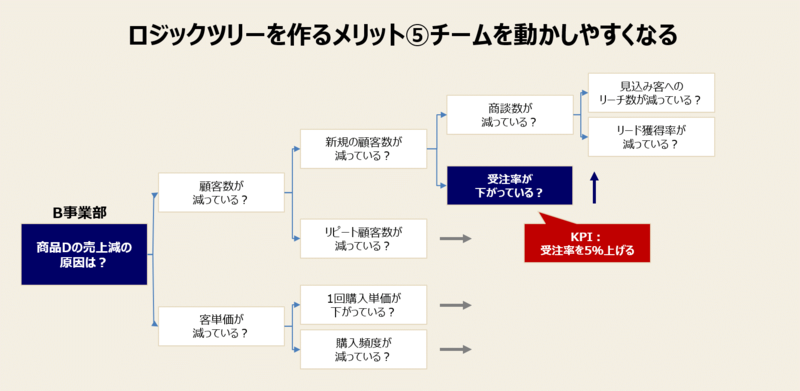 ロジックツリーを作るメリット⑤チームを動かしやすくなる
B事業部
商品Dの売上減の
原因は？
顧客数が
減っている？
客単価が
減っている？
新規の顧客数が
減っている？
リピート顧客数が
減っている？
1回購入単価が
下がっている？
購入頻度が
減っている？
商談数が
減っている？
受注率が
下がっている？
見込み客への
リーチ数が減っている？
リード獲得率が
減っている？
KPI：
受注率を5%上げる